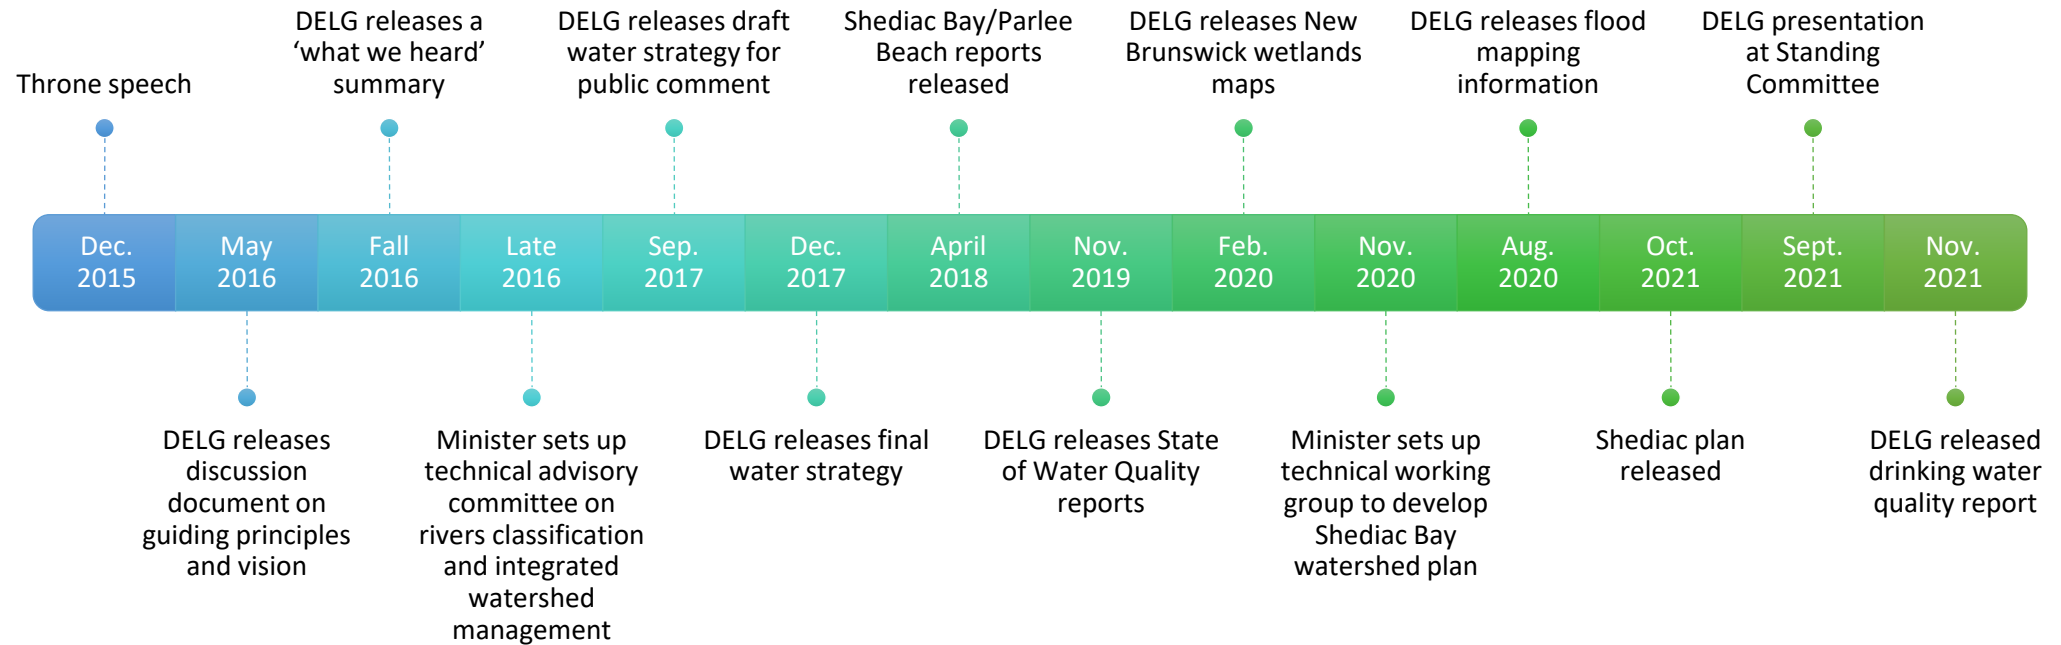 Throne speech
DELG releases a
‘what we heard’
summary
DELG releases draft
water strategy for
public comment
Shediac Bay/Parlee
Beach reports
released
DELG releases New
Brunswick wetlands
maps
DELG releases flood
mapping
information
DELG presentation
at Standing
Committee
Dec.
2015
May
2016
Fall
2016
Late
2016
Sep.
2017
Dec.
2017
April
2018
Nov.
2019
Feb.
2020
Nov.
2020
Aug.
2020
Oct.
2021
Sept.
2021
Nov.
2021
DELG releases
discussion
document on
guiding principles
and vision
Minister sets up
technical advisory
committee on
rivers classification
and integrated
watershed
management
DELG releases final
water strategy
DELG releases State
of Water Quality
reports
Minister sets up
technical working
group to develop
Shediac Bay
watershed plan
Shediac plan
released
DELG released
drinking water
quality report